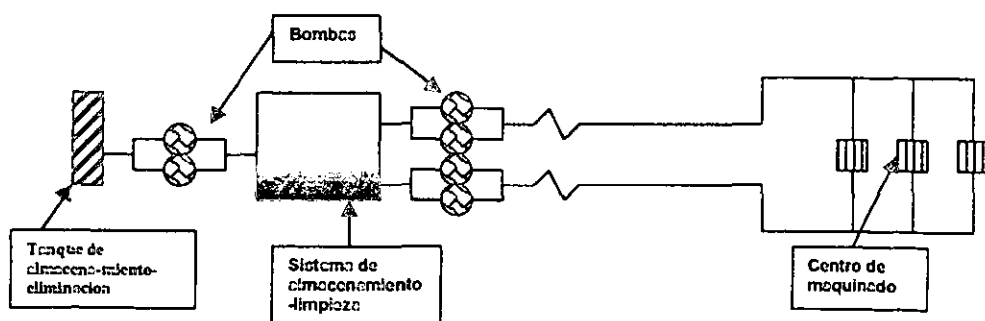 Bombas
Tanque de
almacena-miento-
eliminacion
Sistema de
almacenamiento
-limpieza
Centro de
maquinado